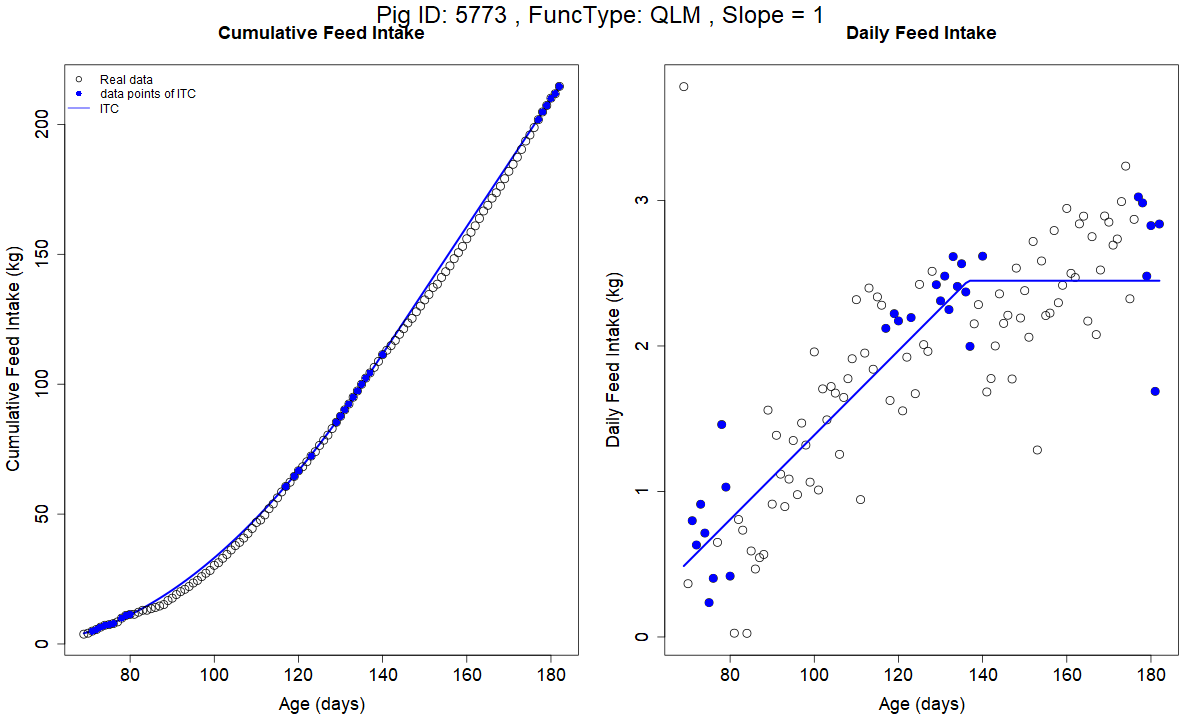 Pig ID: 5773 , FuncType: QLM , Slope = 1
Cumulative Feed Intake
Real data
data points of ITC
ITC
Cumulative Feed Intake (kg)
200
150
100
50
0
80 100 120 140 160 180
Age (days)
Daily Feed Intake
Daily Feed Intake (kg)
3
2
1
0
80 100 120 140 160 180
Age (days)